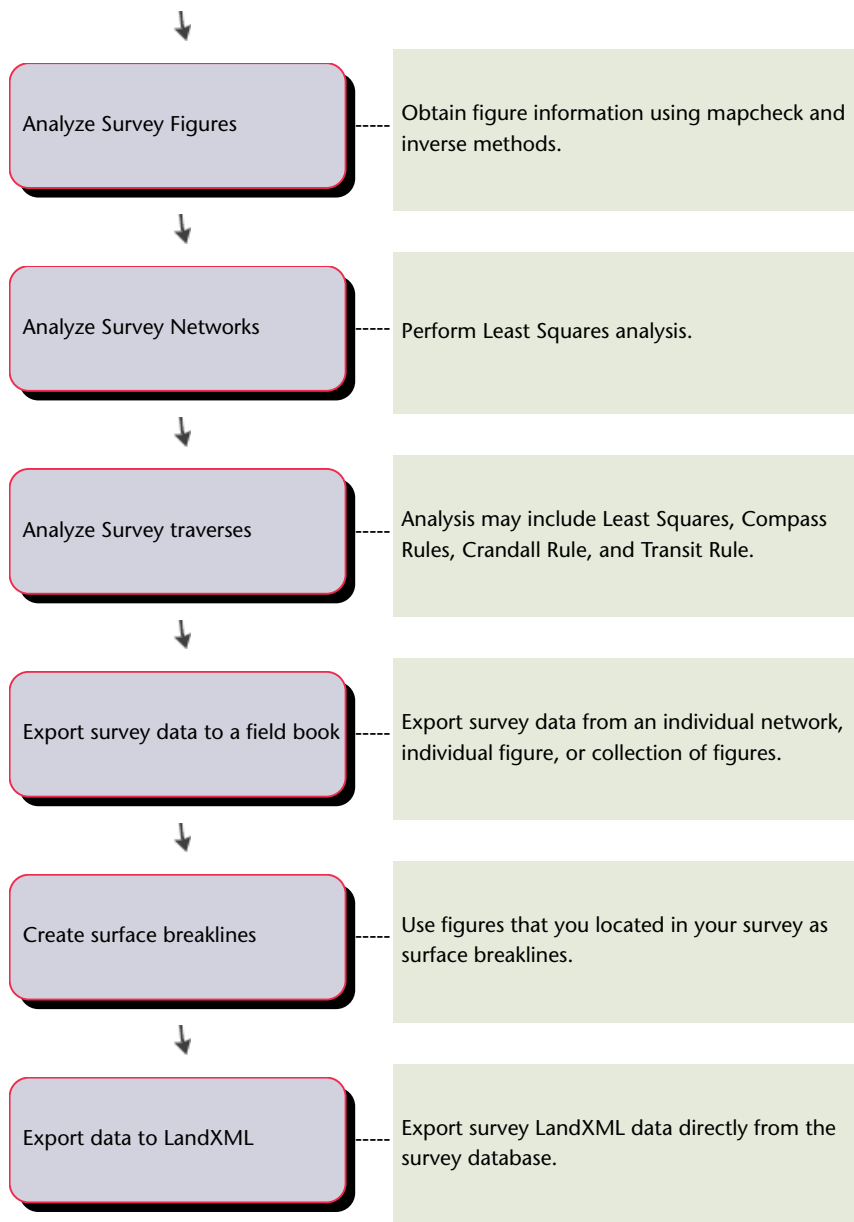 Analyze Survey Figures
Obtain figure information using mapcheck and
inverse methods.
Analyze Survey Networks
Perform Least Squares analysis.
Analyze Survey traverses
Analysis may include Least Squares, Compass
Rules, Crandall Rule, and Transit Rule.
Export survey data to a field book
Export survey data from an individual network,
individual figure, or collection of figures.
Create surface breaklines
Use figures that you located in your survey as
surface breaklines.
Export data to LandXML
Export survey LandXML data directly from the
survey database.